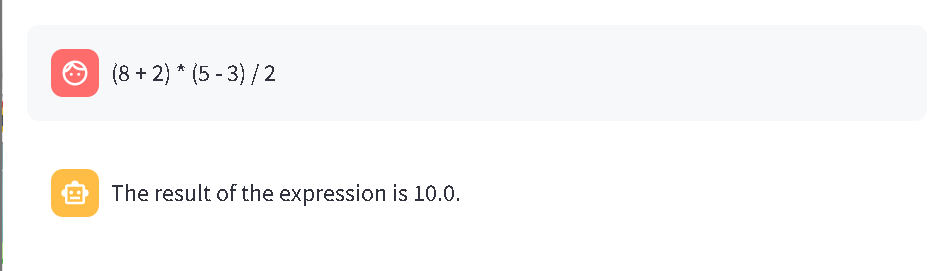 (8 + 2) * (5 - 3) / 2
The result of the expression is 10.0.